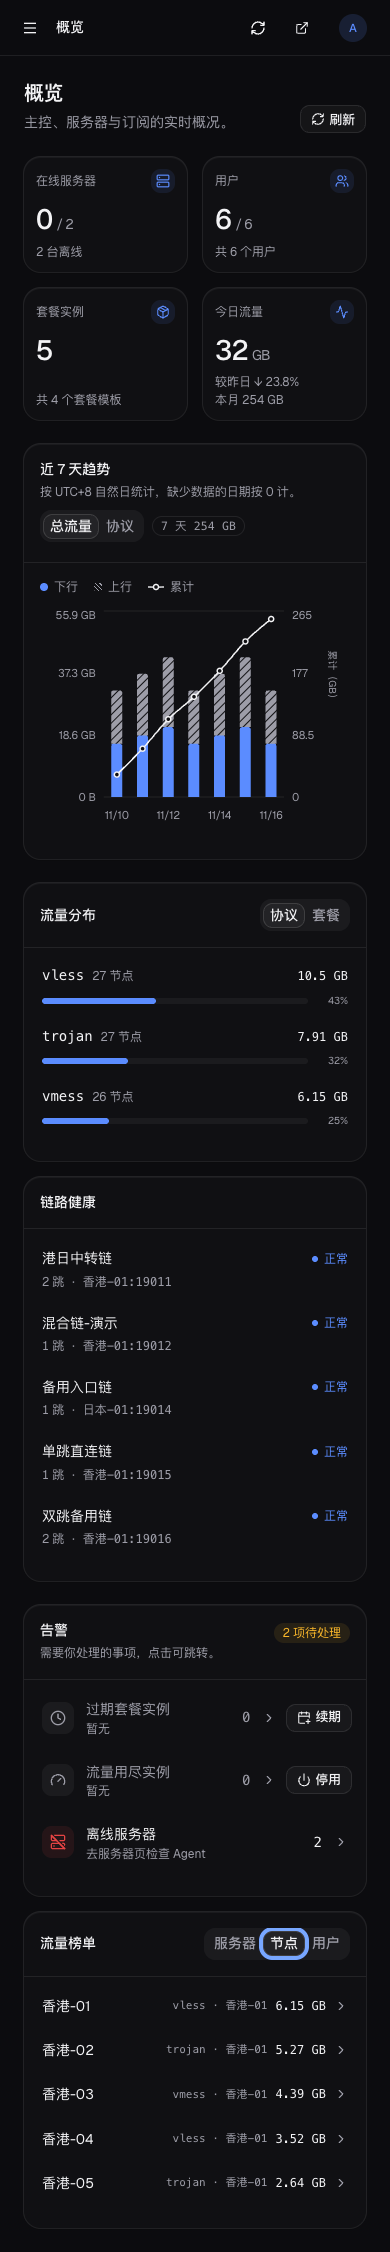 概览
A
概览
主控、服务器与订阅的实时概况。
刷新
在线服务器
0 / 2
2 台离线
用户
6 / 6
共 6 个用户
套餐实例
5
共 4 个套餐模板
今日流量
32 GB
较昨日 ↓ 23.8%
本月 254 GB
近 7 天趋势
按 UTC+8 自然日统计，缺少数据的日期按 0 计。
总流量 协议 7 天 254 GB
下行 上行 累计
55.9 GB 265
37.3 GB 177
18.6 GB 88.5
0 B 0
累计 (GB)
11/10 11/12 11/14 11/16
流量分布
协议 套餐
vless 27 节点 10.5 GB
43%
trojan 27 节点 7.91 GB
32%
vmess 26 节点 6.15 GB
25%
链路健康
港日中转链 正常
2 跳 · 香港-01:19011
混合链-演示 正常
1 跳 · 香港-01:19012
备用入口链 正常
1 跳 · 日本-01:19014
单跳直连链 正常
1 跳 · 香港-01:19015
双跳备用链 正常
2 跳 · 香港-01:19016
告警
2 项待处理
需要你处理的事项，点击可跳转。
过期套餐实例 0 续期
暂无
流量用尽实例 0 停用
暂无
离线服务器 2
去服务器页检查 Agent
流量榜单
服务器 节点 用户
香港-01 vless · 香港-01 6.15 GB
香港-02 trojan · 香港-01 5.27 GB
香港-03 vmess · 香港-01 4.39 GB
香港-04 vless · 香港-01 3.52 GB
香港-05 trojan · 香港-01 2.64 GB